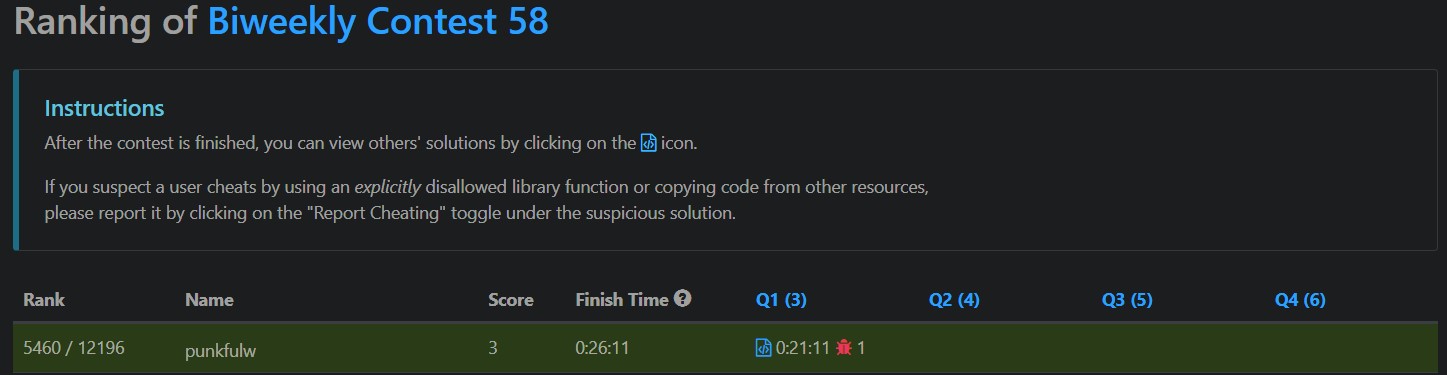 Ranking of Biweekly Contest 58
Instructions
After the contest is finished, you can view others' solutions by clicking on the icon.
If you suspect a user cheats by using an explicitly disallowed library function or copying code from other resources,
please report it by clicking on the "Report Cheating" toggle under the suspicious solution.
Rank Name Score Finish Time Q1 (3) Q2 (4) Q3 (5) Q4 (6)
5460 / 12196 punkfulw 3 0:26:11 0:21:11 1